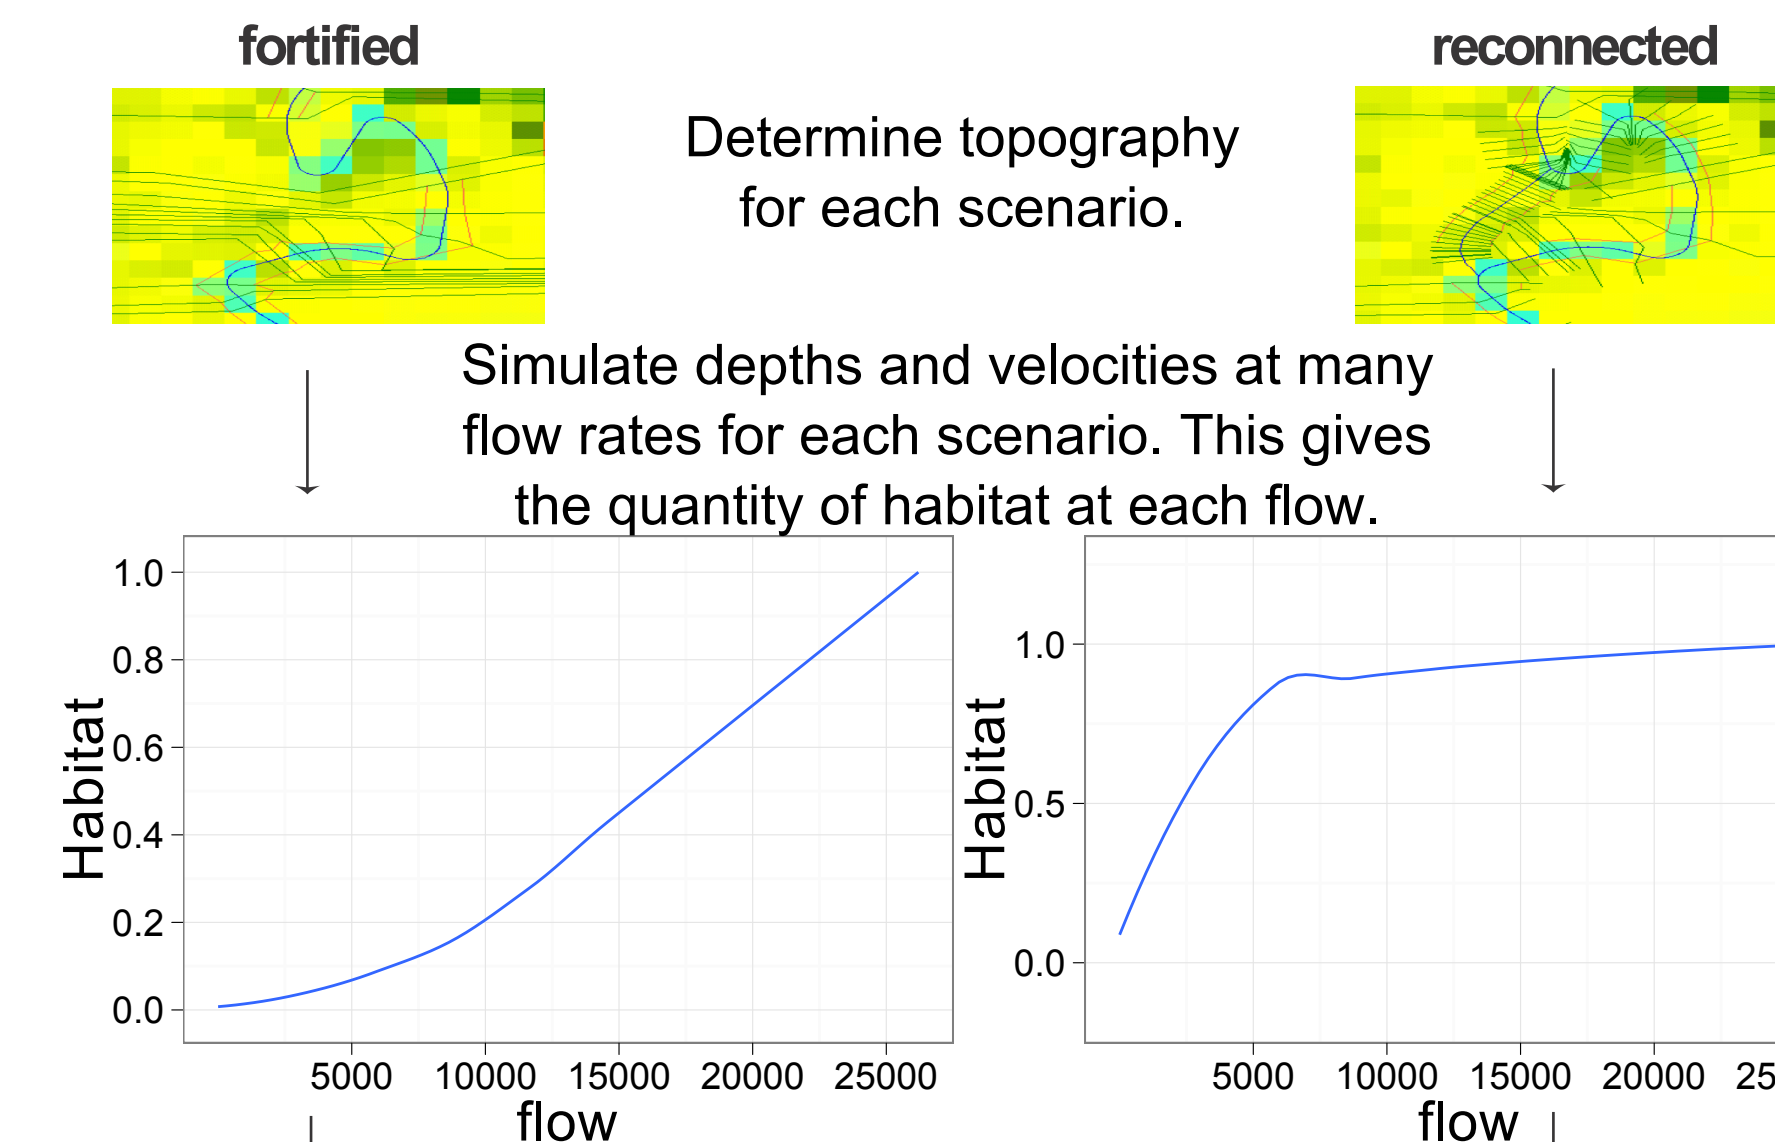 fortified
reconnected
Determine topography
for each scenario.
Simulate depths and velocities at many
flow rates for each scenario. This gives
the quantity of habitat at each flow.
Habitat
1.0
0.8
0.6
0.4
0.2
0.0
5000 10000 15000 20000 25000
flow
Habitat
1.0
0.5
0.0
5000 10000 15000 20000 25
flow